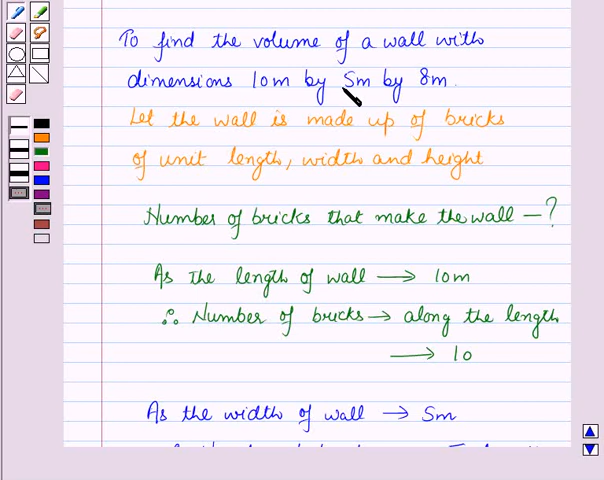 To find the volume of a wall with
dimensions 10m by 5m by 8m.
Let the wall is made up of bricks
of unit length, width and height
Number of bricks that make the wall —?
As the length of wall → 10m
∴ Number of bricks → along the length
→ 10
As the width of wall → 5m